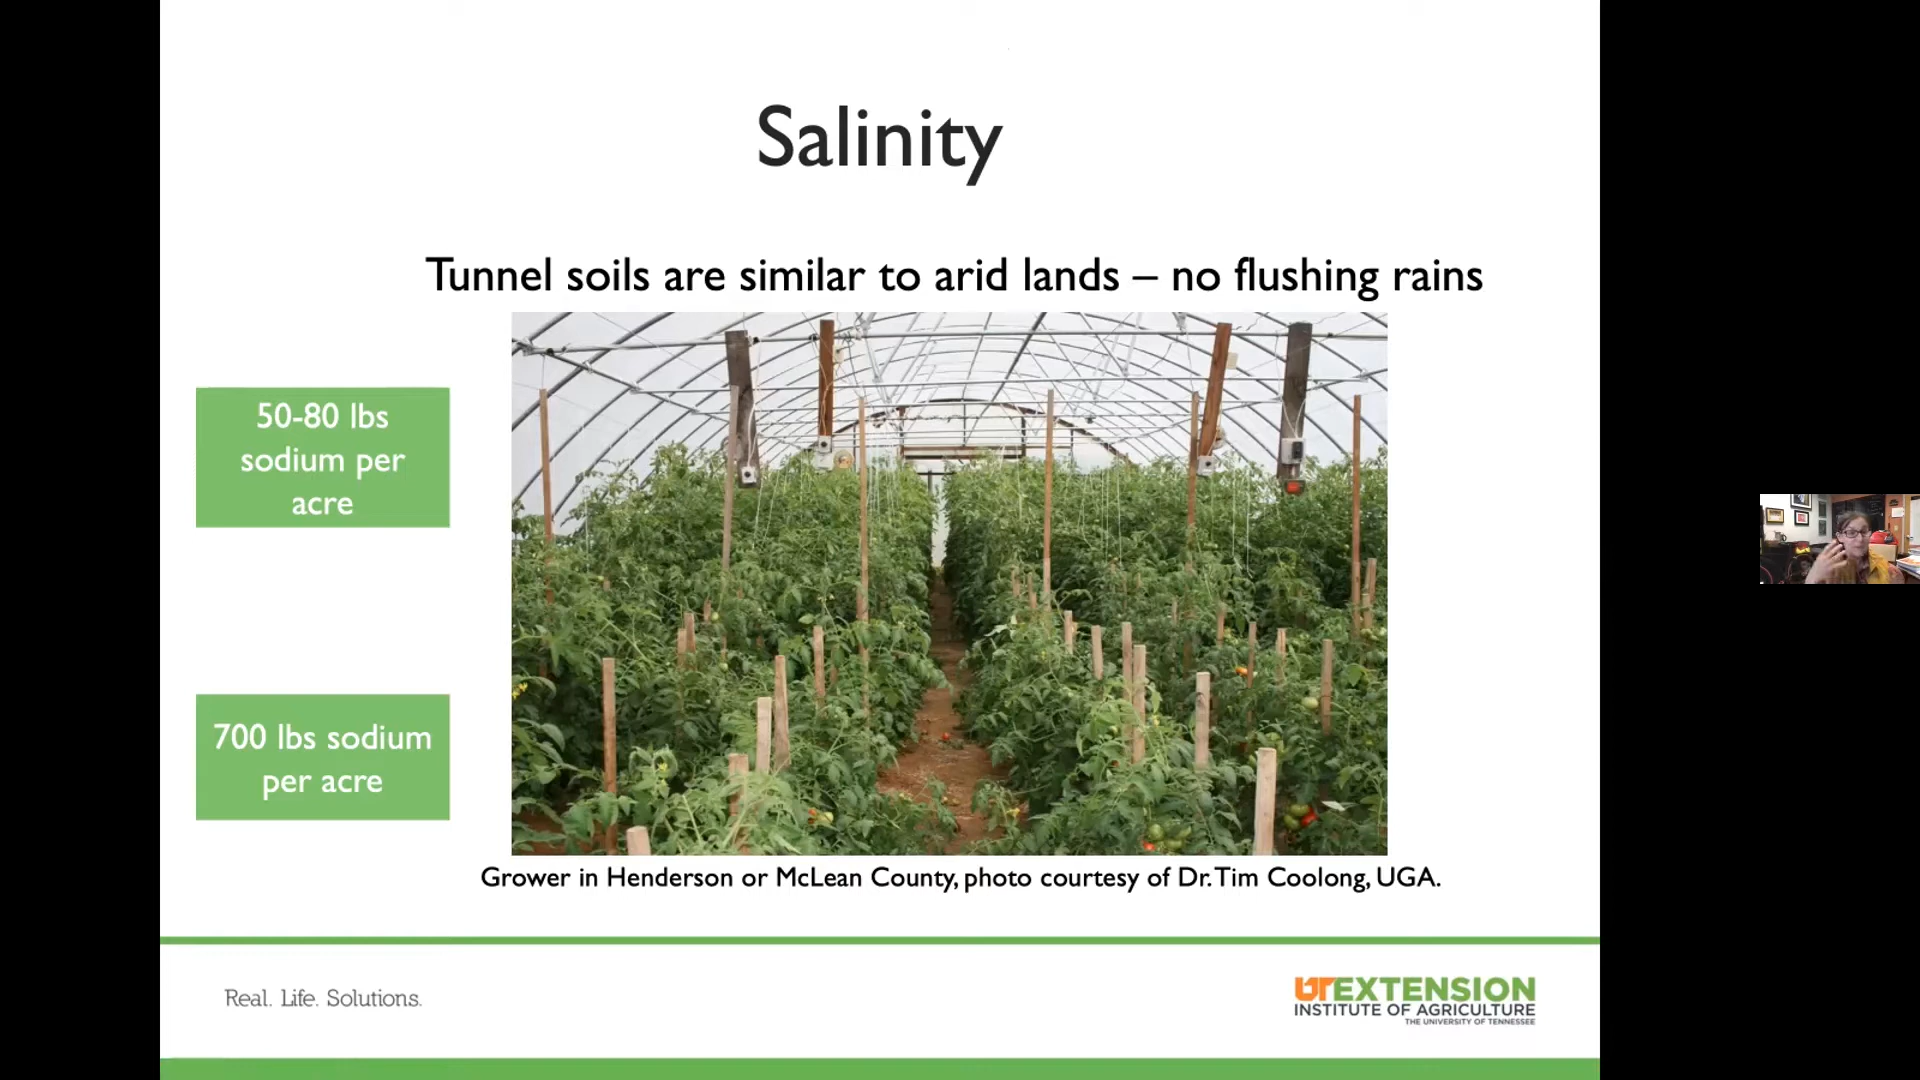 Salinity
Tunnel soils are similar to arid lands – no flushing rains
50-80 lbs
sodium per
acre
700 lbs sodium
per acre
Grower in Henderson or McLean County, photo courtesy of Dr. Tim Coolong, UGA.
Real. Life. Solutions.
UTEXTENSION
INSTITUTE OF AGRICULTURE
THE UNIVERSITY OF TENNESSEE